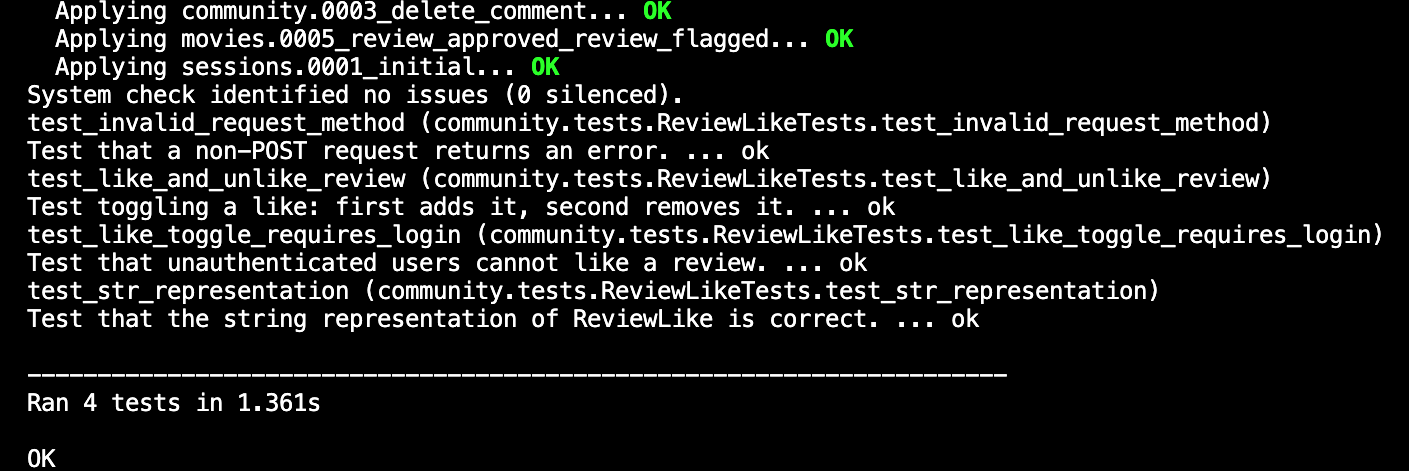 Applying community.0003_delete_comment... OK
Applying movies.0005_review_approved_review_flagged... OK
Applying sessions.0001_initial... OK
System check identified no issues (0 silenced).
test_invalid_request_method (community.tests.ReviewLikeTests.test_invalid_request_method)
Test that a non-POST request returns an error. ... ok
test_like_and_unlike_review (community.tests.ReviewLikeTests.test_like_and_unlike_review)
Test toggling a like: first adds it, second removes it. ... ok
test_like_toggle_requires_login (community.tests.ReviewLikeTests.test_like_toggle_requires_login)
Test that unauthenticated users cannot like a review. ... ok
test_str_representation (community.tests.ReviewLikeTests.test_str_representation)
Test that the string representation of ReviewLike is correct. ... ok
----------------------------------------------------------------------
Ran 4 tests in 1.361s
OK